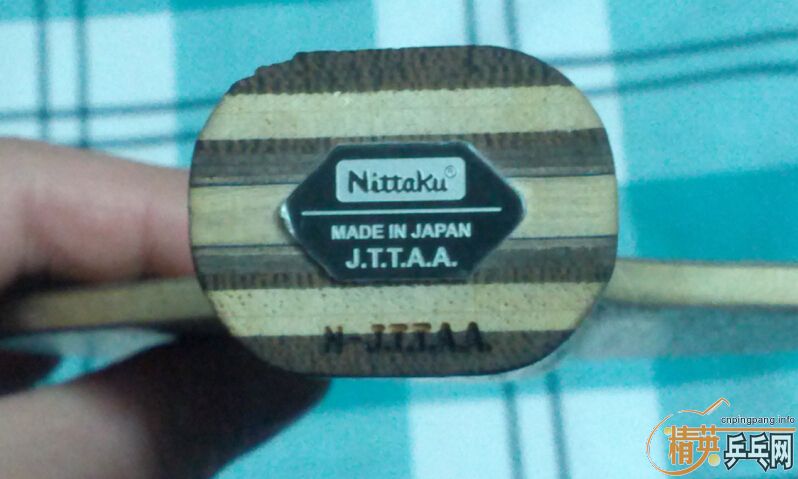 Nittaku®
MADE IN JAPAN
J.T.T.A.A.
N-J.T.T.A.A.
cnpingpang.info
精英乒乓网